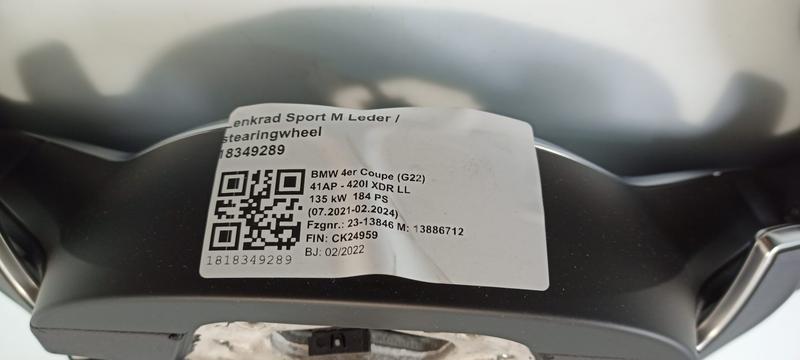 enkrad Sport M Leder /
stearingwheel
18349289
BMW 4er Coupe (G22)
41AP - 420I XDR LL
135 kW 184 PS
(07.2021-02.2024)
Fzgnr.: 23-13846 M: 13886712
FIN: CK24959
BJ: 02/2022
1818349289